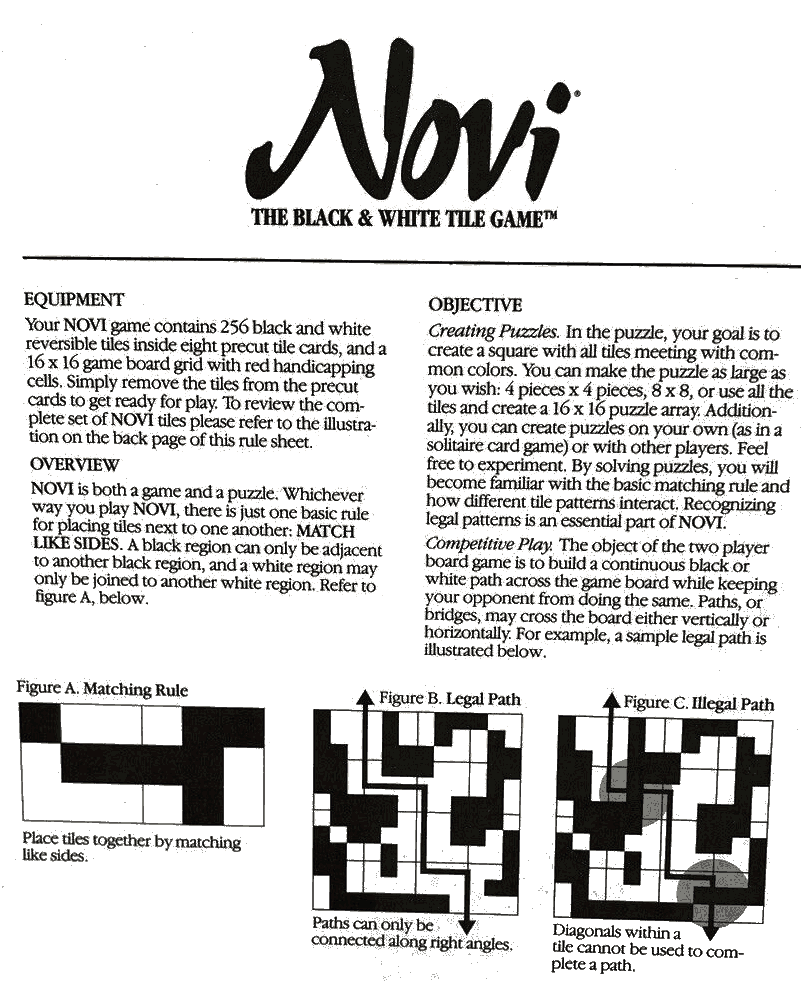 Novi®
THE BLACK & WHITE TILE GAME™
EQUIPMENT
Your NOVI game contains 256 black and white
reversible tiles inside eight precut tile cards, and a
16 x 16 game board grid with red handicapping
cells. Simply remove the tiles from the precut
cards to get ready for play. To review the com-
plete set of NOVI tiles please refer to the illustra-
tion on the back page of this rule sheet.
OVERVIEW
NOVI is both a game and a puzzle. Whichever
way you play NOVI, there is just one basic rule
for placing tiles next to one another: MATCH
LIKE SIDES. A black region can only be adjacent
to another black region, and a white region may
only be joined to another white region. Refer to
figure A, below.
OBJECTIVE
Creating Puzzles. In the puzzle, your goal is to
create a square with all tiles meeting with com-
mon colors. You can make the puzzle as large as
you wish: 4 pieces x 4 pieces, 8 x 8, or use all the
tiles and create a 16 x 16 puzzle array. Addition-
ally, you can create puzzles on your own (as in a
solitaire card game) or with other players. Feel
free to experiment. By solving puzzles, you will
become familiar with the basic matching rule and
how different tile patterns interact. Recognizing
legal patterns is an essential part of NOVI.
Competitive Play. The object of the two player
board game is to build a continuous black or
white path across the game board while keeping
your opponent from doing the same. Paths, or
bridges, may cross the board either vertically or
horizontally. For example, a sample legal path is
illustrated below.
Figure A. Matching Rule
Place tiles together by matching
like sides.
Figure B. Legal Path
Paths can only be
connected along right angles.
Figure C. Illegal Path
Diagonals within a
tile cannot be used to com-
plete a path.